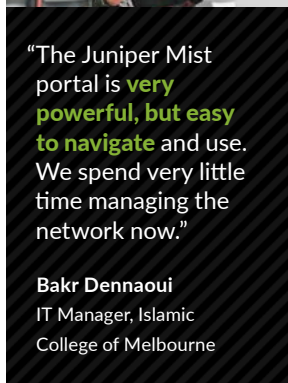 “The Juniper Mist
portal is very
powerful, but easy
to navigate and use.
We spend very little
time managing the
network now.”
Bakr Dennaoui
IT Manager, Islamic
College of Melbourne